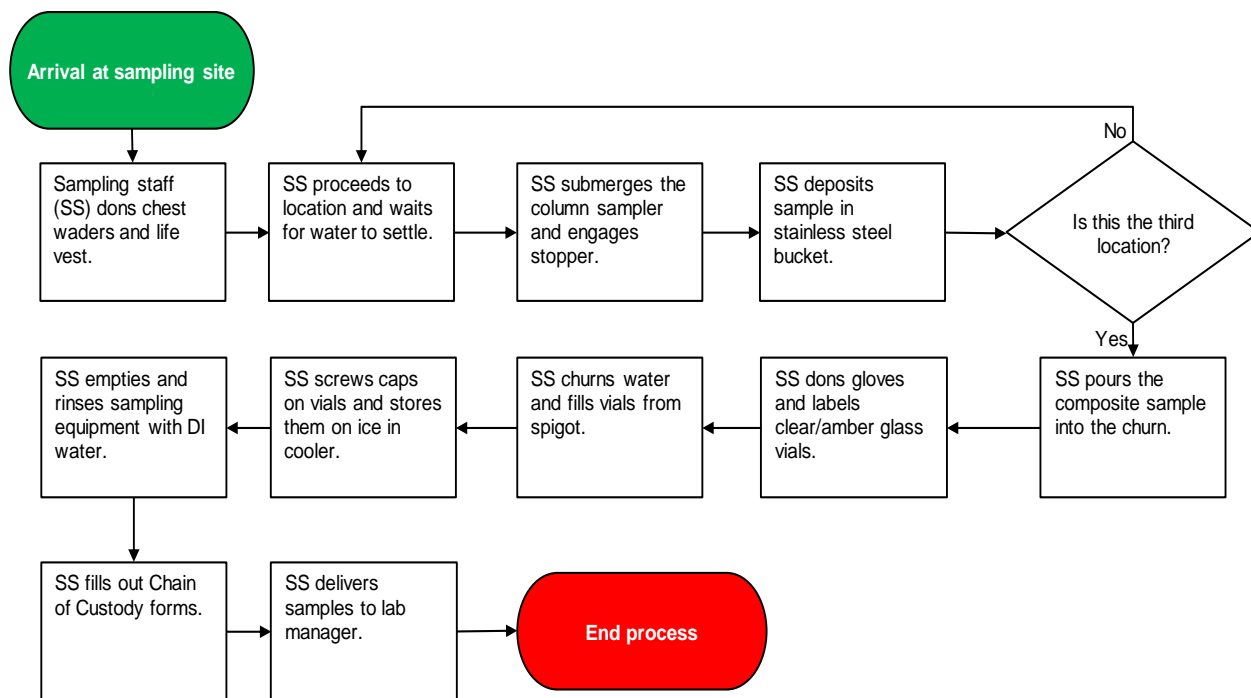 Arrival at sampling site
No
Sampling staff
(SS) dons chest
waders and life
vest.
SS proceeds to
location and waits
for water to settle.
SS submerges the
column sampler
and engages
stopper.
SS deposits
sample in
stainless steel
bucket.
Is this the third
location?
Yes
SS pours the
composite sample
into the churn.
SS dons gloves
and labels
clear/amber glass
vials.
SS churns water
and fills vials from
spigot.
SS screws caps
on vials and stores
them on ice in
cooler.
SS empties and
rinses sampling
equipment with DI
water.
SS fills out Chain
of Custody forms.
SS delivers
samples to lab
manager.
End process